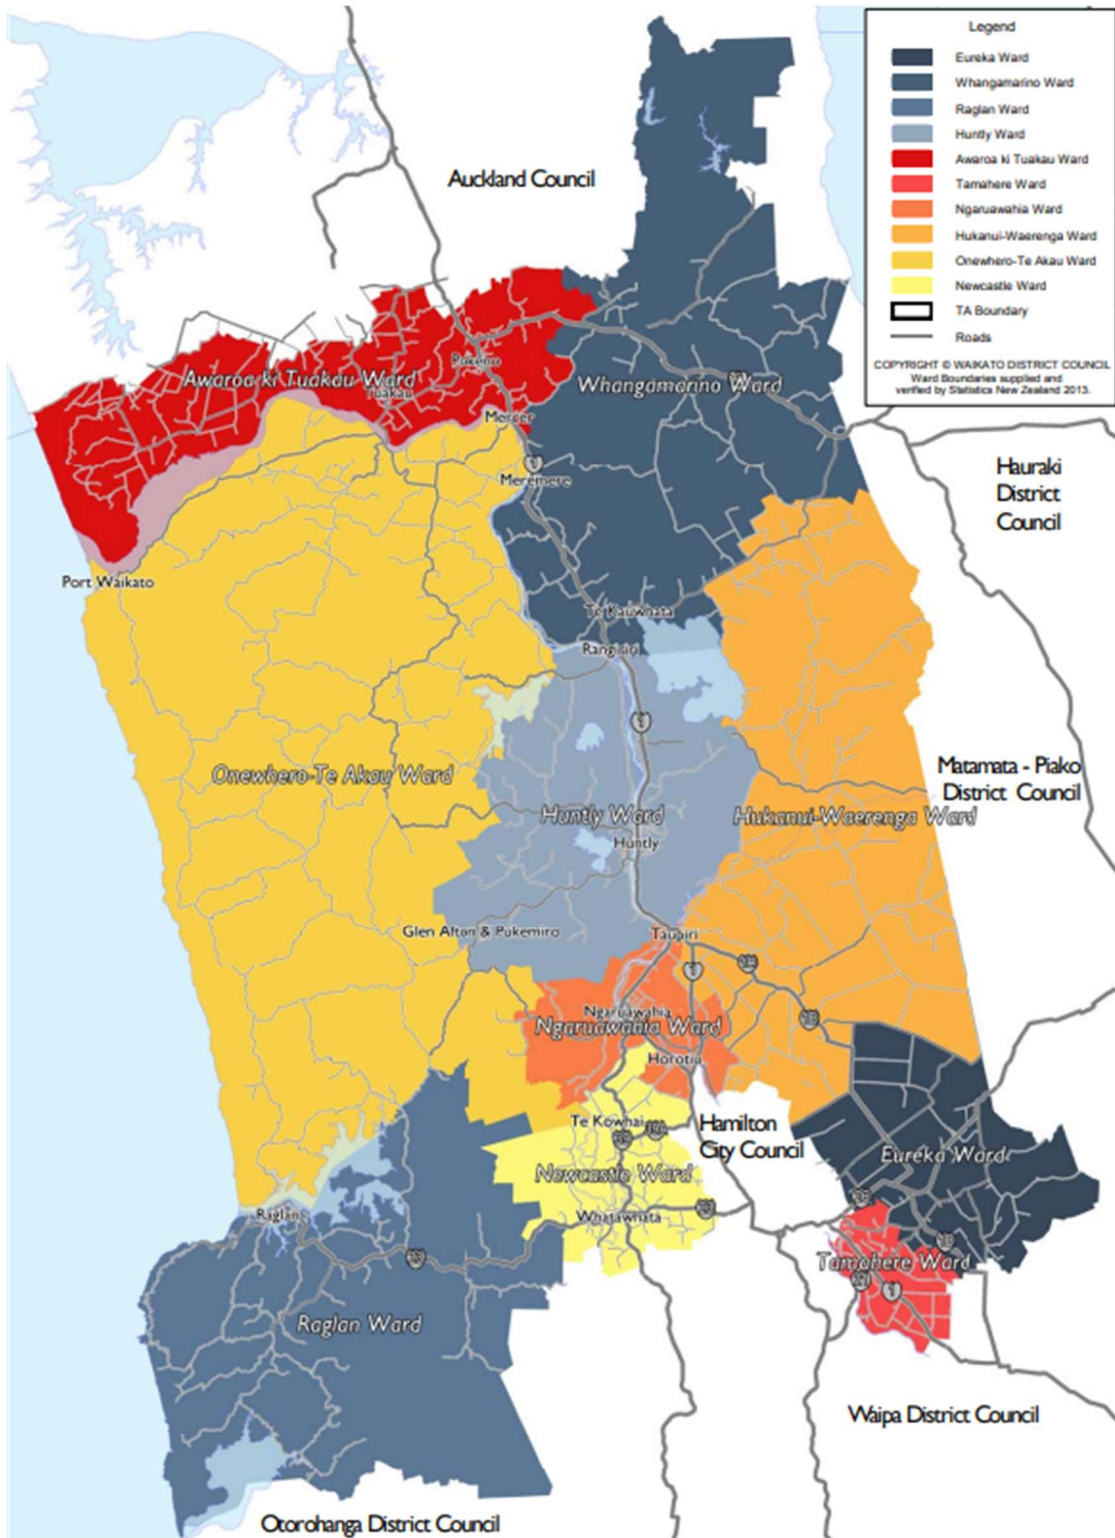 Legend
Eureka Ward
Whangamarino Ward
Raglan Ward
Huntly Ward
Awaroa ki Tuakau Ward
Tamahere Ward
Ngaruawahia Ward
Hukanui-Waerenga Ward
Onewhero-Te Akau Ward
Newcastle Ward
TA Boundary
Roads
COPYRIGHT © WAIKATO DISTRICT COUNCIL
Ward Boundaries supplied and
verified by Statistics New Zealand 2013.
Auckland Council
Pokeno
Awaroa ki Tuakau Ward
Tuakau
Whangamarino Ward
Mercer
1
Meremere
Hauraki
District
Council
Port Waikato
Te Kauwhata
Rangiriri
1
Onewhero-Te Akau Ward
Matamata - Piako
District Council
Huntly Ward
Hukanui-Waerenga Ward
Huntly
Glen Afton & Pukemiro
Taupiri
1
Ngaruawahia
Ngaruawahia Ward
Horotiu
Te Kowhai
Hamilton
City Council
Newcastle Ward
Eureka Ward
Raglan
Whatawhata
Tamahere Ward
1
Raglan Ward
Waipa District Council
Otorohanga District Council